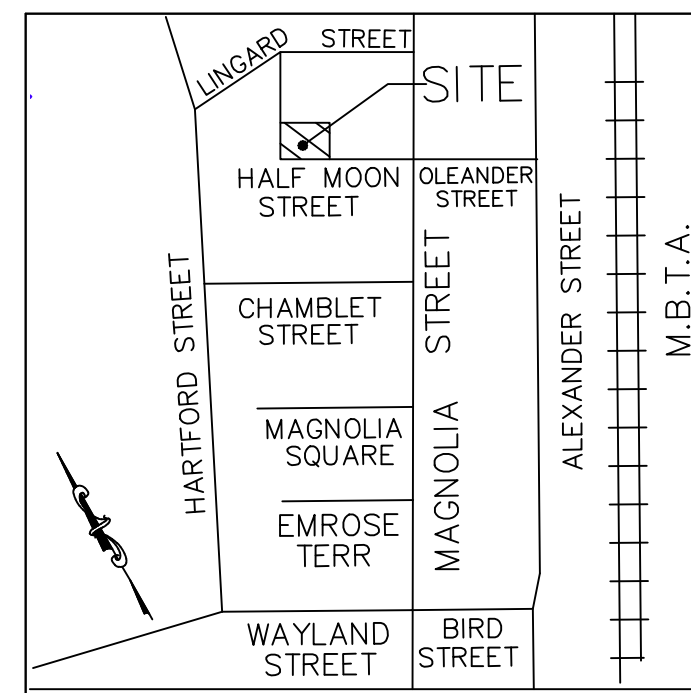 LINGARD STREET
SITE
HALF MOON
STREET
OLEANDER
STREET
HARTFORD STREET
CHAMBLET
STREET
MAGNOLIA STREET
ALEXANDER STREET
M.B.T.A.
MAGNOLIA
SQUARE
EMROSE
TERR
WAYLAND
STREET
BIRD
STREET